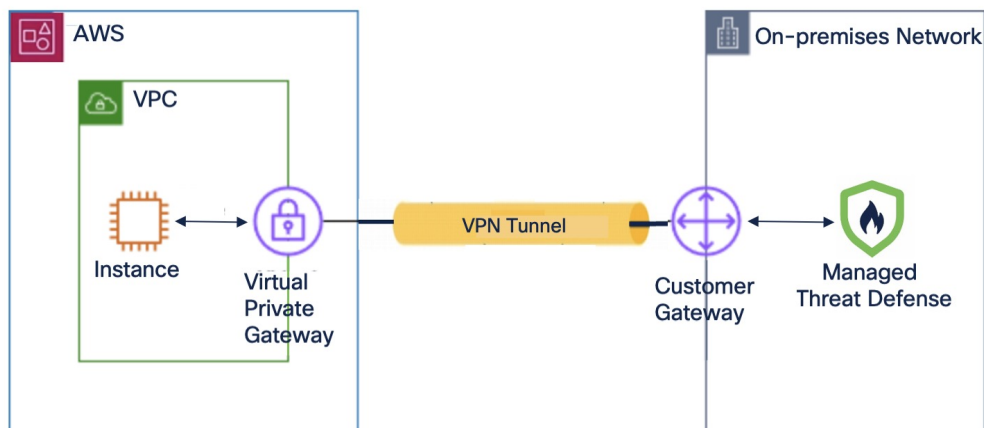 AWS
On-premises Network
VPC
VPN Tunnel
Instance
Virtual
Private
Gateway
Customer
Gateway
Managed
Threat Defense